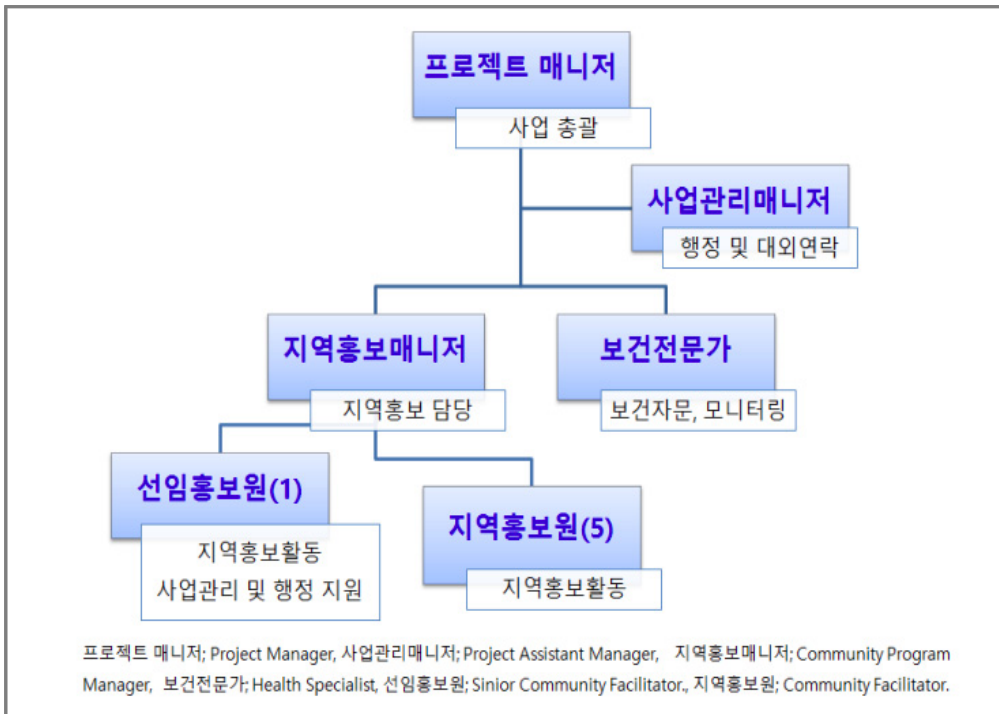 프로젝트 매니저
사업 총괄
사업관리매니저
행정 및 대외연락
지역홍보매니저
지역홍보 담당
보건전문가
보건자문, 모니터링
선임홍보원(1)
지역홍보활동
사업관리 및 행정 지원
지역홍보원(5)
지역홍보활동
프로젝트 매니저; Project Manager, 사업관리매니저; Project Assistant Manager, 지역홍보매니저; Community Program
Manager, 보건전문가; Health Specialist, 선임홍보원; Sinior Community Facilitator., 지역홍보원; Community Facilitator.